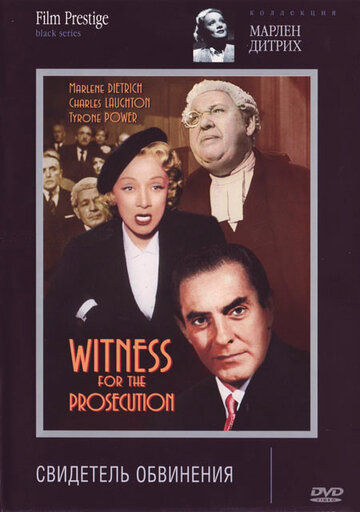 Film Prestige
black series
коллекция
МАРЛЕН
ДИТРИХ
MARLENE DIETRICH
CHARLES LAUGHTON
TYRONE POWER
WITNESS
FOR THE
PROSECUTION
СВИДЕТЕЛЬ ОБВИНЕНИЯ
DVD
VIDEO